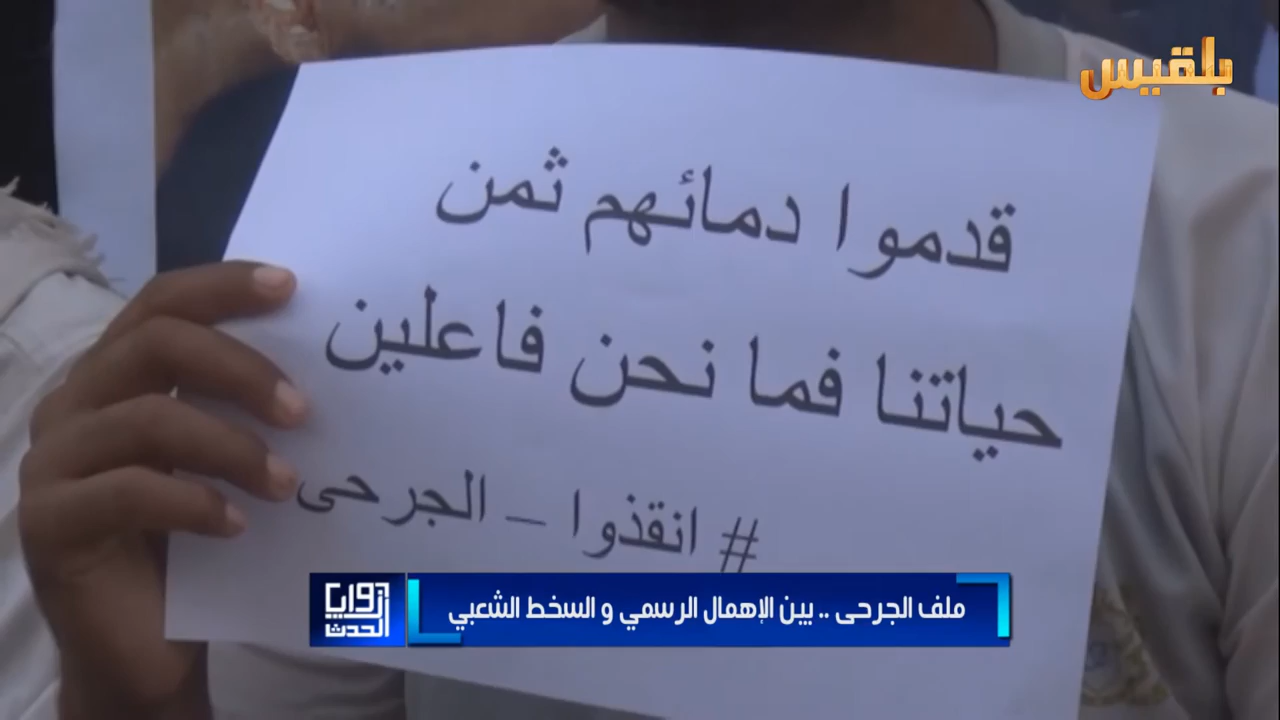 بلقيس
قدموا دمائهم ثمن
حياتنا فما نحن فاعلين
# انقذوا - الجرحى
ملف الجرحى .. بين الإهمال الرسمي و السخط الشعبي
زوايا
الحدث